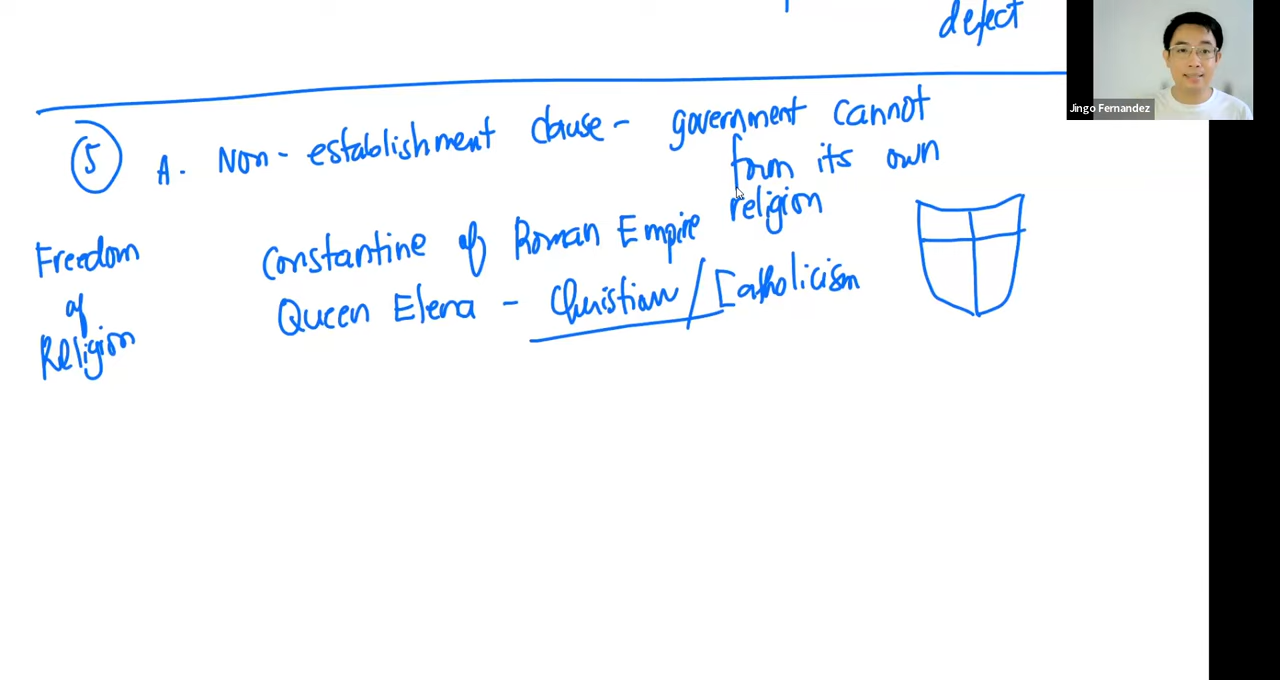 defect
Jingo Fernandez
5 A. Non-establishment clause - government cannot
form its own
religion
Freedom
of
Religion
Constantine of Roman Empire
Queen Elena - Christian / Catholicism